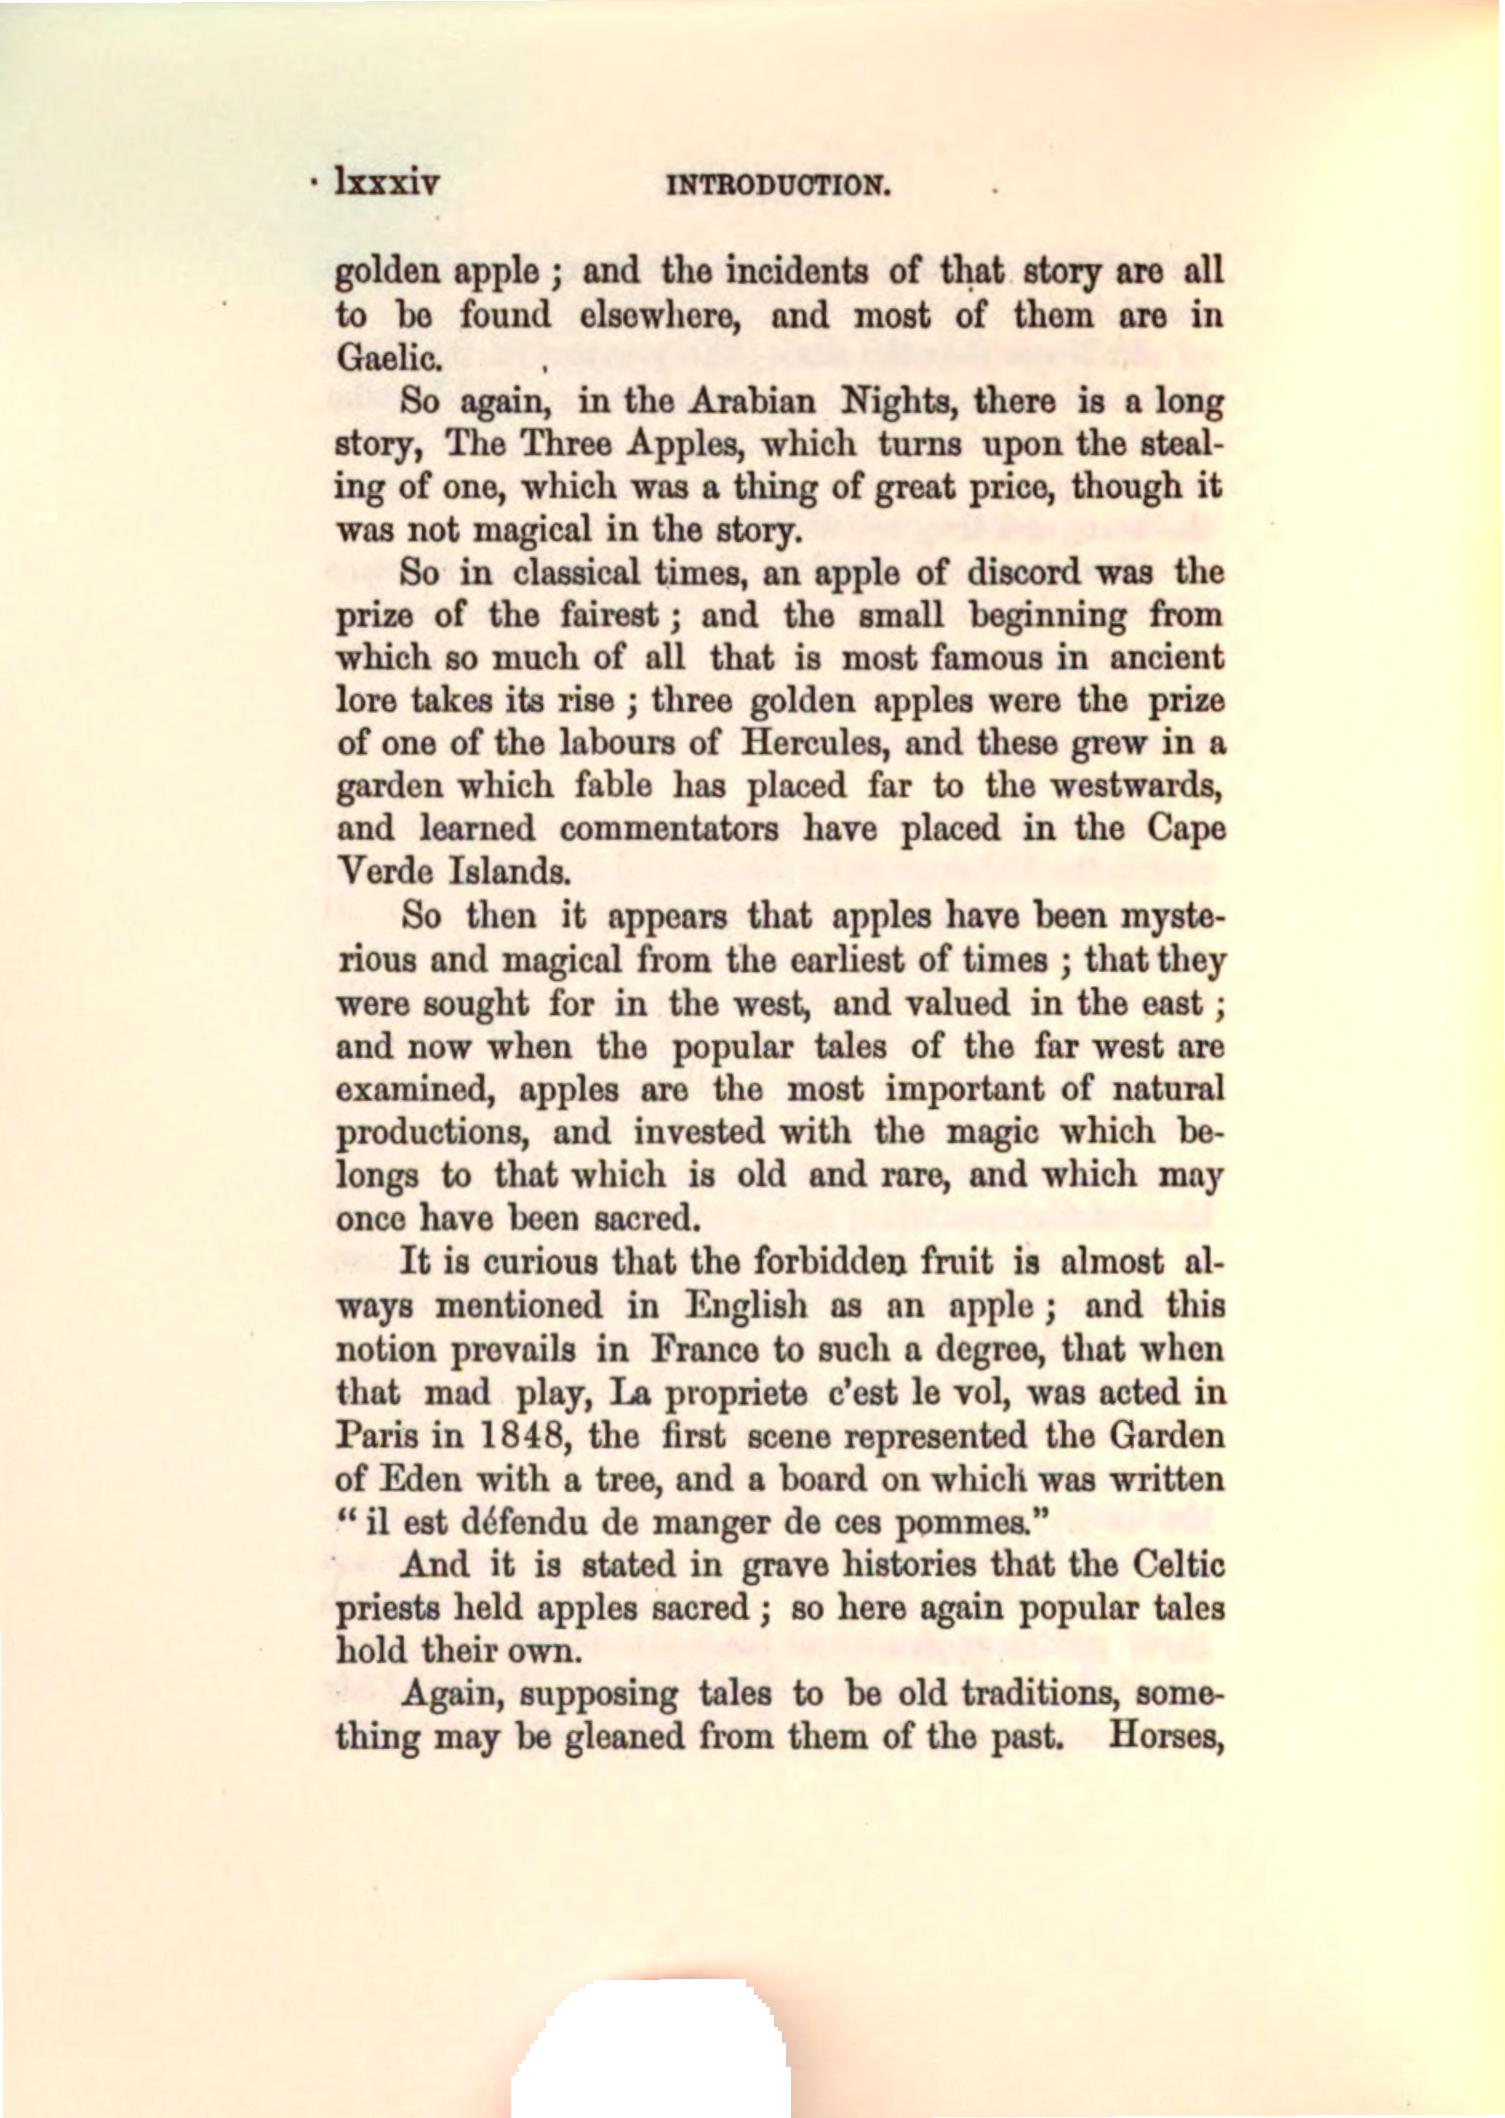 lxxxiv INTRODUCTION.
golden apple ; and the incidents of that story are all
to be found elsewhere, and most of them are in
Gaelic.
So again, in the Arabian Nights, there is a long
story, The Three Apples, which turns upon the steal-
ing of one, which was a thing of great price, though it
was not magical in the story.
So in classical times, an apple of discord was the
prize of the fairest ; and the small beginning from
which so much of all that is most famous in ancient
lore takes its rise ; three golden apples were the prize
of one of the labours of Hercules, and these grew in a
garden which fable has placed far to the westwards,
and learned commentators have placed in the Cape
Verde Islands.
So then it appears that apples have been myste-
rious and magical from the earliest of times ; that they
were sought for in the west, and valued in the east ;
and now when the popular tales of the far west are
examined, apples are the most important of natural
productions, and invested with the magic which be-
longs to that which is old and rare, and which may
once have been sacred.
It is curious that the forbidden fruit is almost al-
ways mentioned in English as an apple ; and this
notion prevails in France to such a degree, that when
that mad play, La propriete c'est le vol, was acted in
Paris in 1848, the first scene represented the Garden
of Eden with a tree, and a board on which was written
“ il est défendu de manger de ces pommes.”
And it is stated in grave histories that the Celtic
priests held apples sacred ; so here again popular tales
hold their own.
Again, supposing tales to be old traditions, some-
thing may be gleaned from them of the past. Horses,